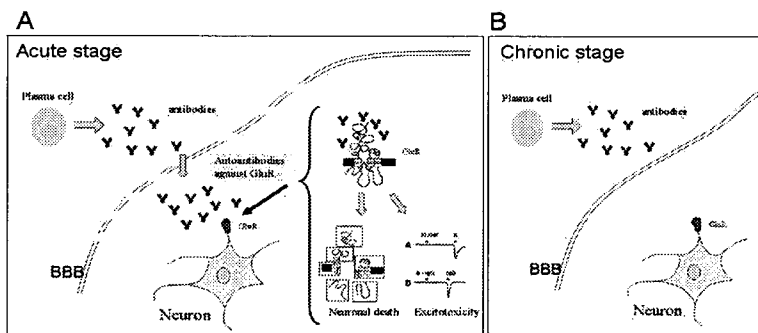 A
Acute stage
Plasma cell
antibodies
Autoantibodies
against GluR
GluR
BBB
Neuron
GluR
Neuronal death
A
B
Excitotoxicity
B
Chronic stage
Plasma cell
antibodies
GluR
BBB
Neuron